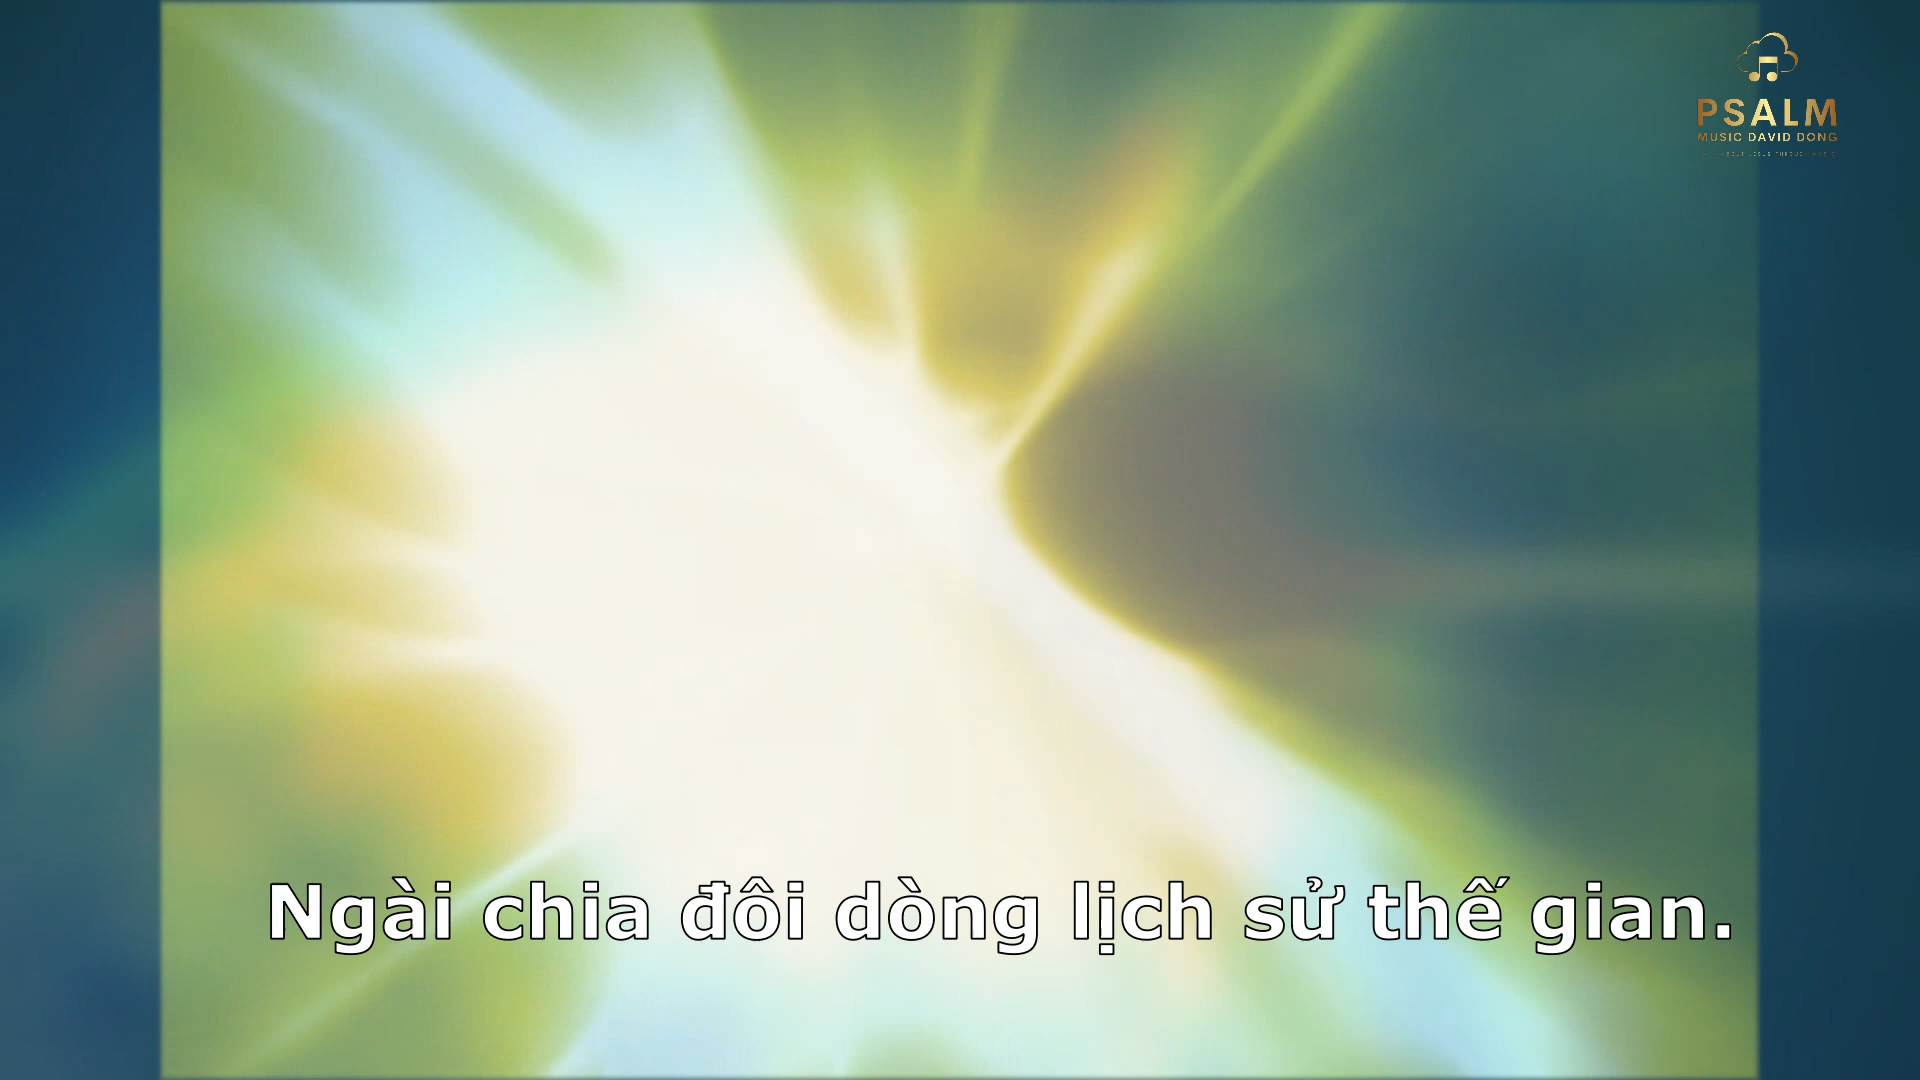 PSALM
MUSIC DAVID DONG
Ngài chia đôi dòng lịch sử thế gian.